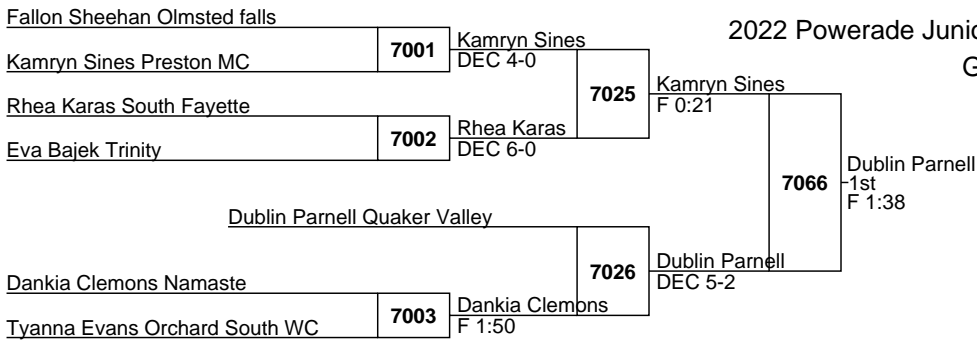 Fallon Sheehan Olmsted falls
2022 Powerade Junio
7001
Kamryn Sines
DEC 4-0
G
Kamryn Sines Preston MC
7025
Kamryn Sines
F 0:21
Rhea Karas South Fayette
7002
Rhea Karas
DEC 6-0
Eva Bajek Trinity
7066
Dublin Parnell
1st
F 1:38
Dublin Parnell Quaker Valley
7026
Dublin Parnell
DEC 5-2
Dankia Clemons Namaste
7003
Dankia Clemons
F 1:50
Tyanna Evans Orchard South WC